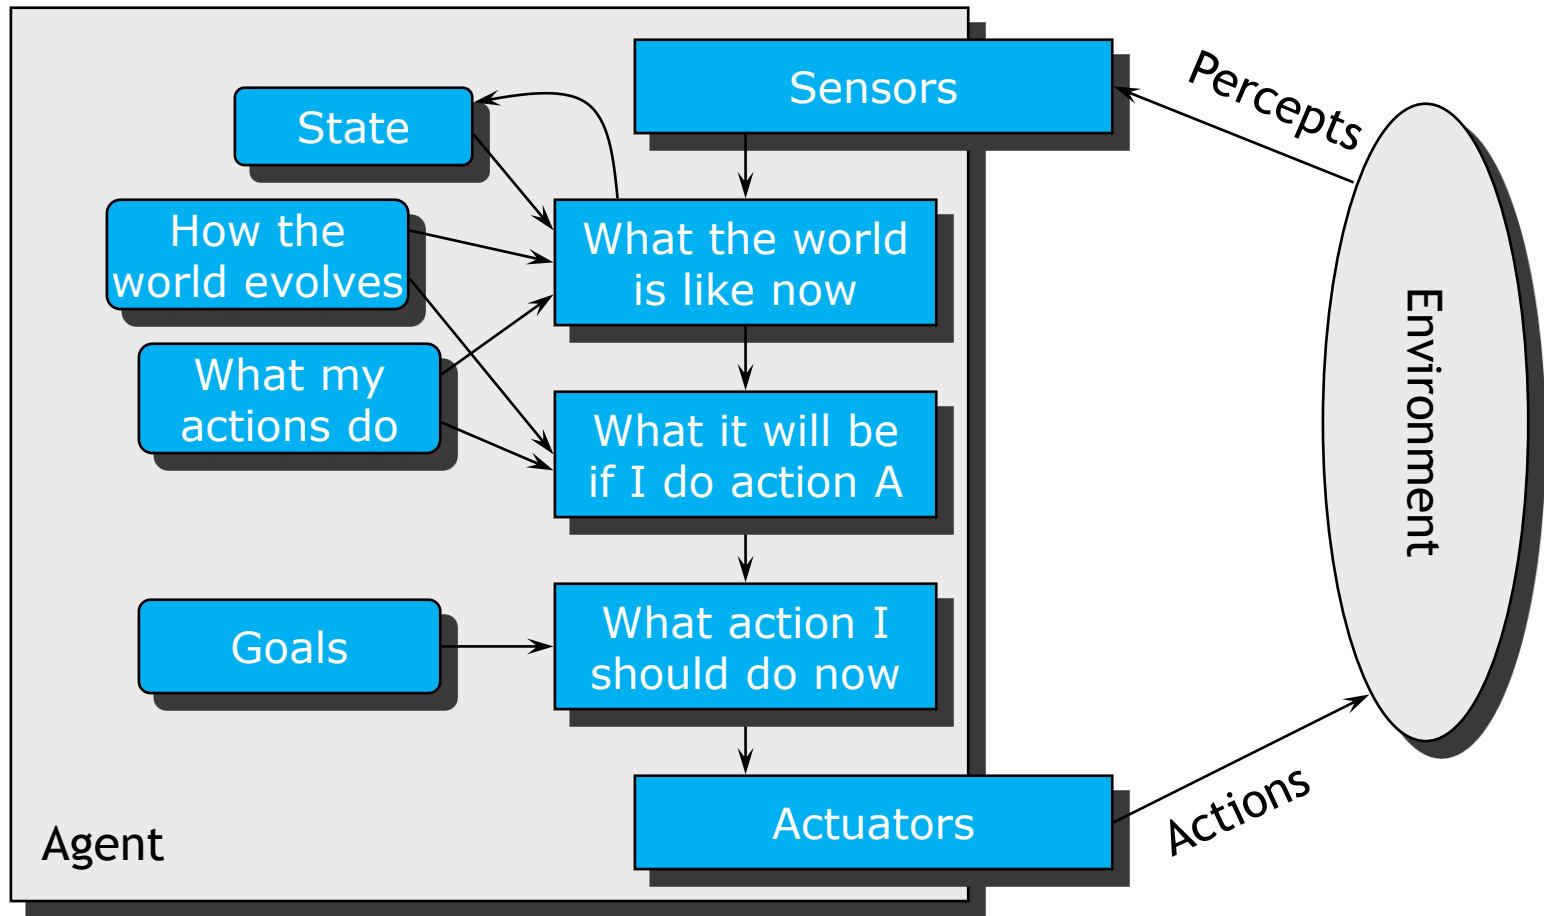 Sensors
Percepts
State
How the
world evolves
What the world
is like now
What my
actions do
What it will be
if I do action A
Environment
Goals
What action I
should do now
Actuators
Actions
Agent